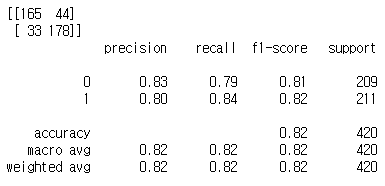 [[165  44]
 [ 33 178]]
              precision    recall  f1-score   support

           0       0.83      0.79      0.81       209
           1       0.80      0.84      0.82       211

    accuracy                           0.82       420
   macro avg       0.82      0.82      0.82       420
weighted avg       0.82      0.82      0.82       420